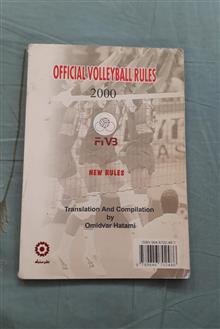 OFFICIAL VOLLEYBALL RULES
2000
FIVB
NEW RULES
Translation And Compilation
by
Omidvar Hatami